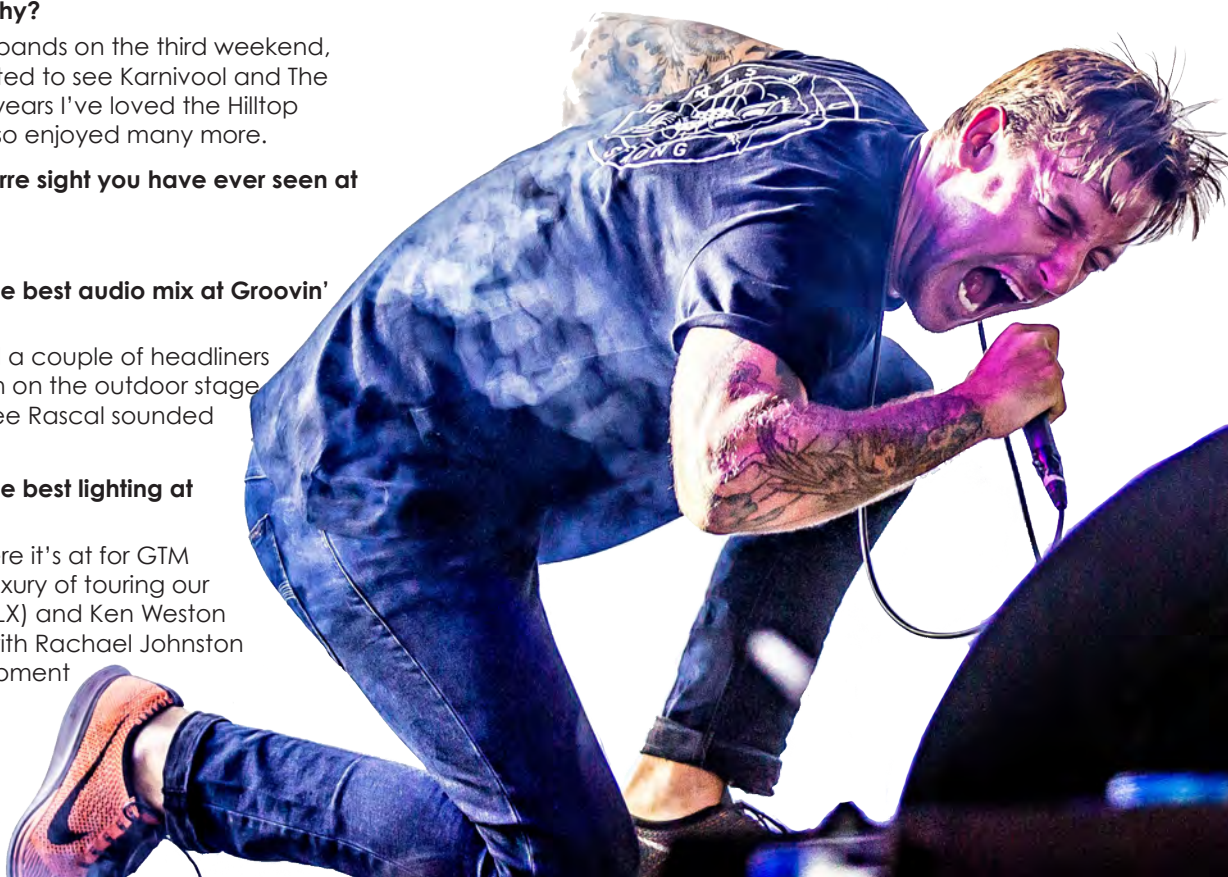 hy?
bands on the third weekend,
ted to see Karnivool and The
years I've loved the Hilltop
so enjoyed many more.
rre sight you have ever seen at
e best audio mix at Groovin'
a couple of headliners
n on the outdoor stage
ee Rascal sounded
e best lighting at
re it's at for GTM
uxury of touring our
LX) and Ken Weston
ith Rachael Johnston
pment
ONG